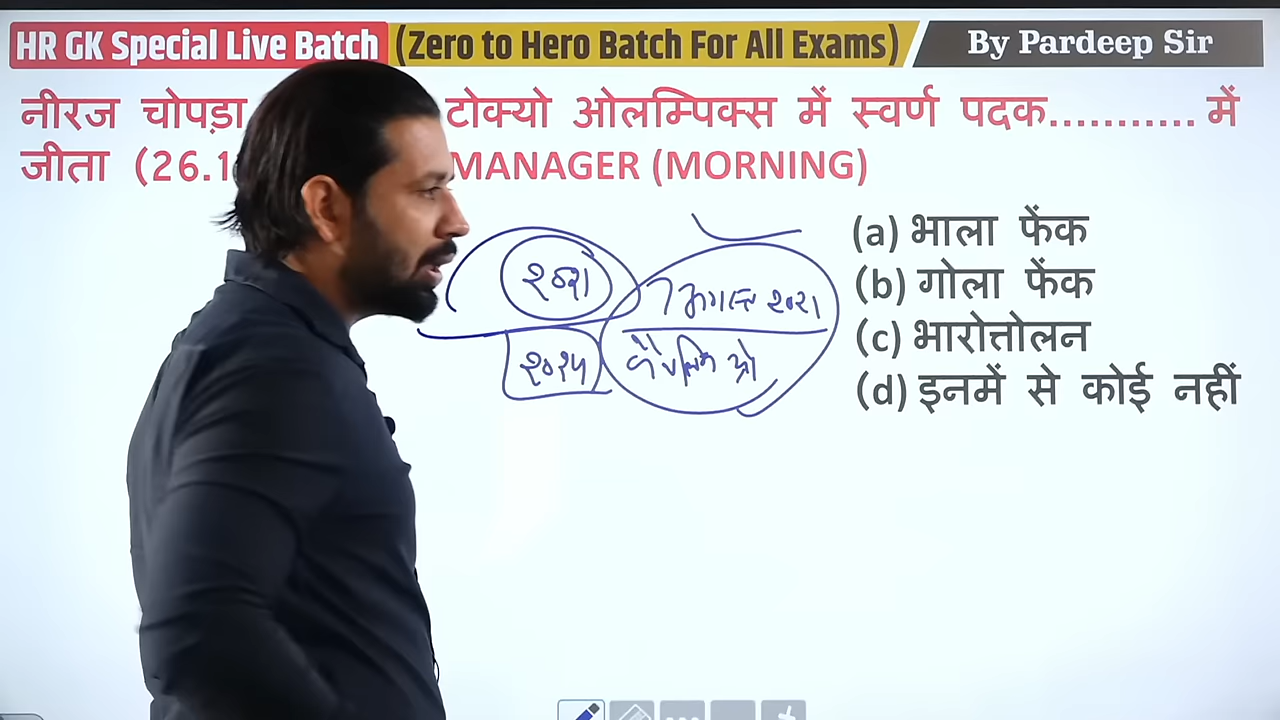 HR GK Special Live Batch (Zero to Hero Batch For All Exams) By Pardeep Sir
नीरज चोपड़ा टोक्यो ओलम्पिक्स में स्वर्ण पदक........... में
जीता (26.1 MANAGER (MORNING)
(a) भाला फेंक
(b) गोला फेंक
(c) भारोत्तोलन
(d) इनमें से कोई नहीं
7 अगस्त २०२१
२०२५